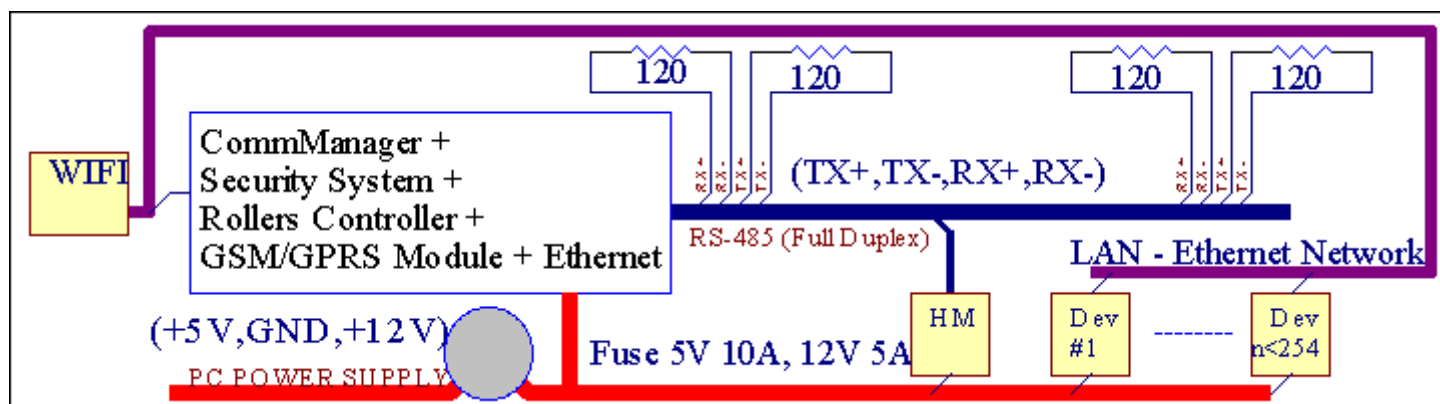 120
120
120
120
CommManager +
Security System +
Rollers Controller +
GSM/GPRS Module + Ethernet
WIFI
RX+
RX-
TX+
TX-
(TX+,TX-,RX+,RX-)
RX+
RX-
TX+
TX-
RS-485 (Full Duplex)
LAN - Ethernet Network
(+5V,GND,+12V)
PC POWER SUPPLY
Fuse 5V 10A, 12V 5A
HM
Dev
#1
Dev
n<254